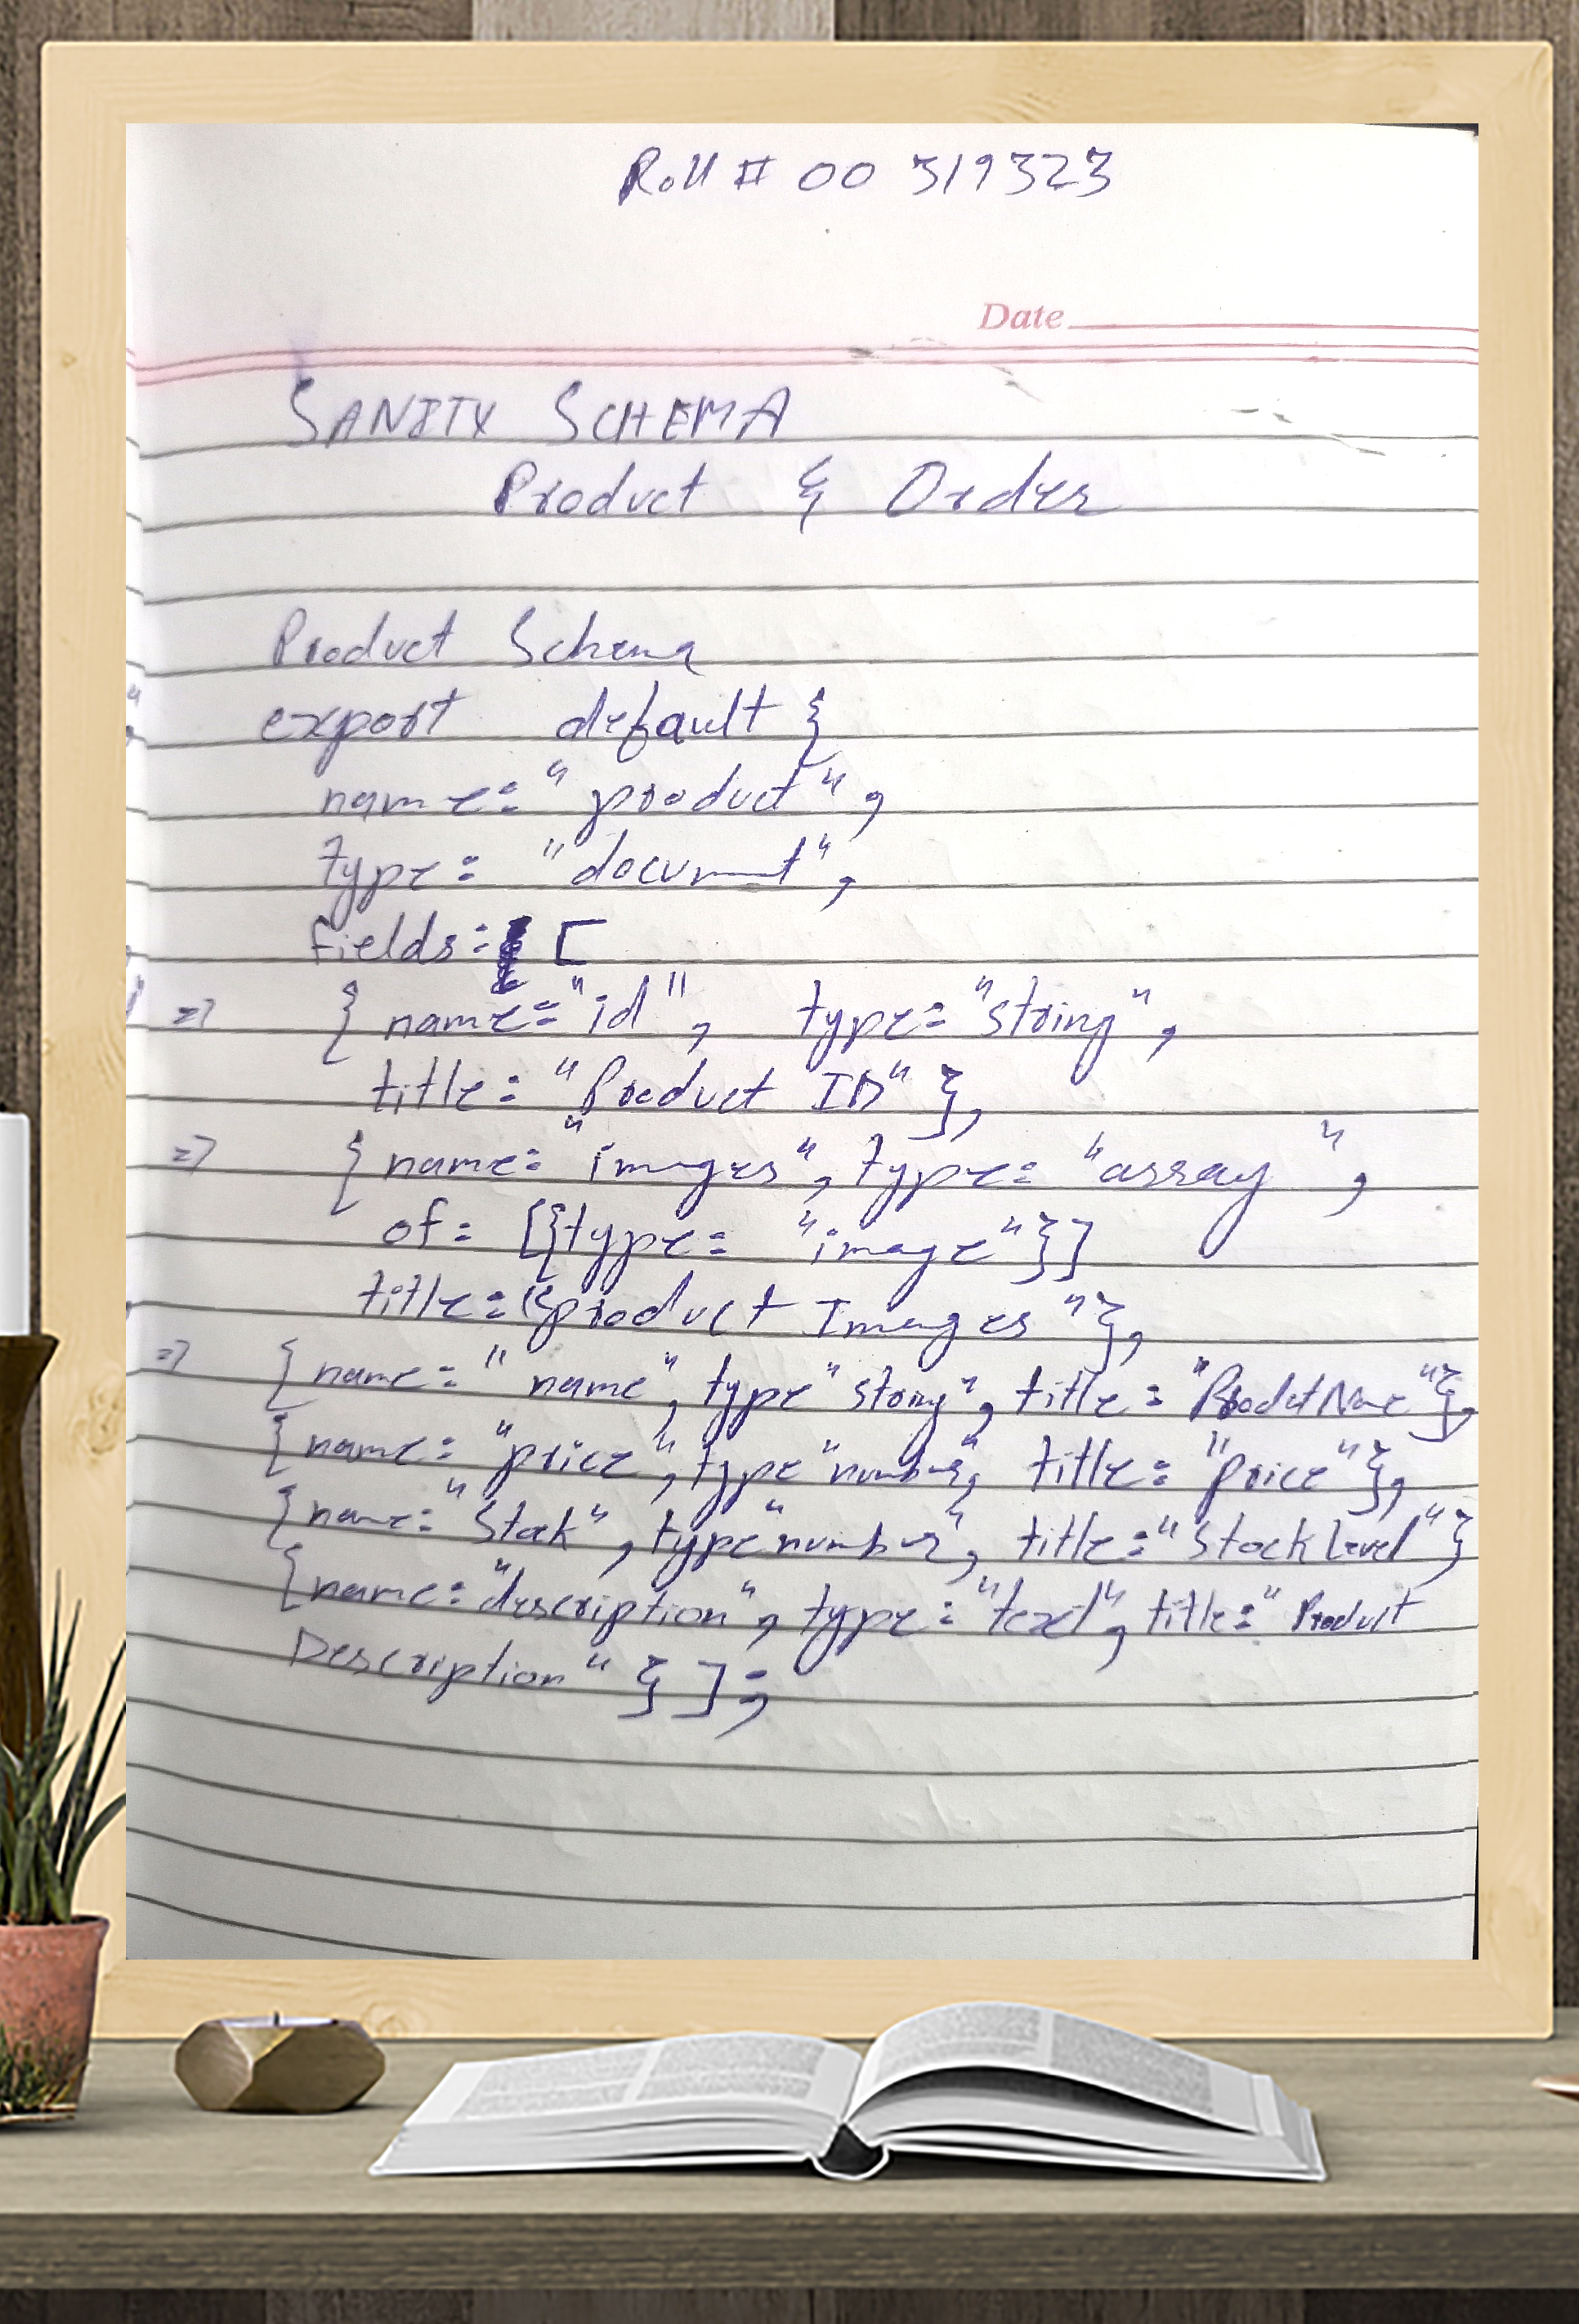 Roll # 00 319323
Date
SANITY SCHEMA
Product & Order
Product Schema
export default {
name: "product",
type: "document",
fields: [
=> { name: "id", type: "string",
title: "Product ID" },
=> { name: "images", type: "array",
of: [{type: "image"}]
title: "product Images"},
=> { name: "name", type "string", title: "Product Name"},
{ name: "price", type "number", title: "price"},
{ name: "Stok", type "number", title: "Stock Level"}
{ name: "description", type: "text", title: "Product
Description" } ];